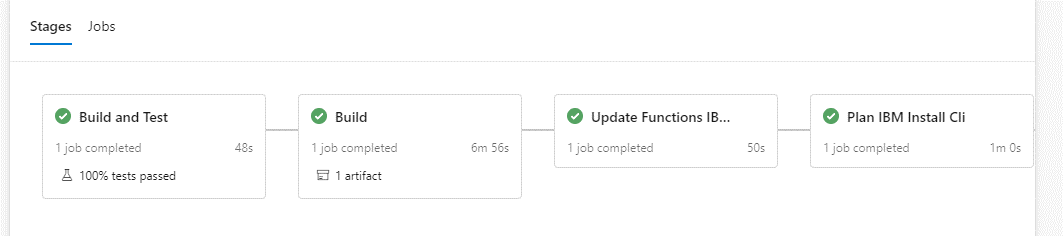 Stages Jobs
Build and Test
1 job completed 48s
100% tests passed
Build
1 job completed 6m 56s
1 artifact
Update Functions IB...
1 job completed 50s
Plan IBM Install Cli
1 job completed 1m 0s